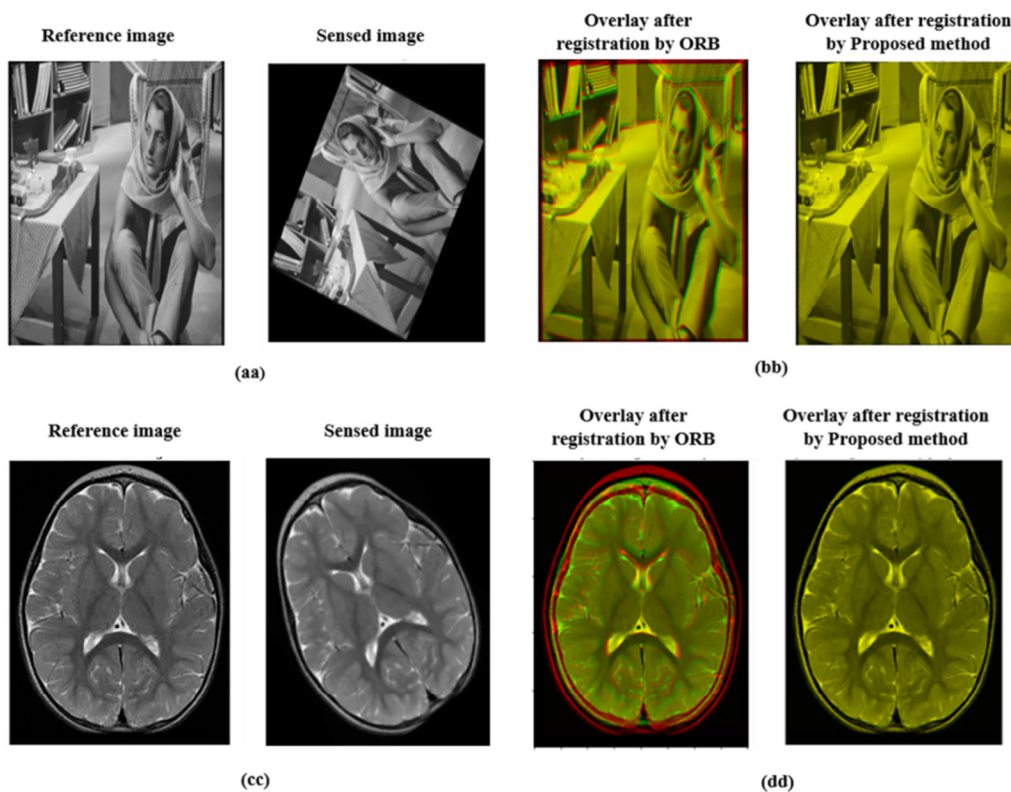 Reference image
Sensed image
Overlay after
registration by ORB
Overlay after registration
by Proposed method
(aa)
(bb)
Reference image
Sensed image
Overlay after
registration by ORB
Overlay after registration
by Proposed method
(cc)
(dd)